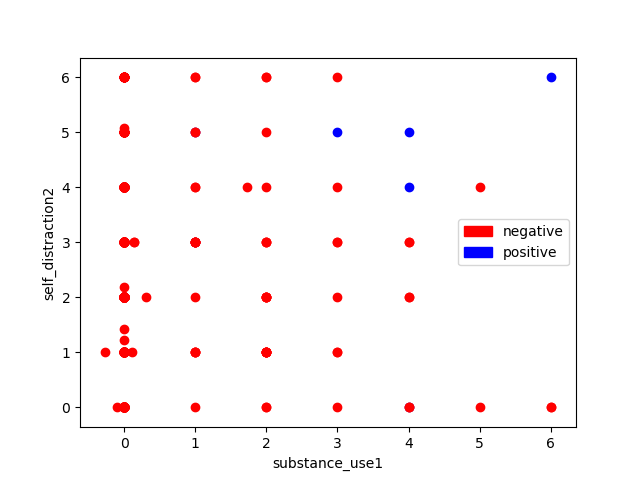 6
5
4
3
2
1
0
self_distraction2
negative
positive
0 1 2 3 4 5 6
substance_use1